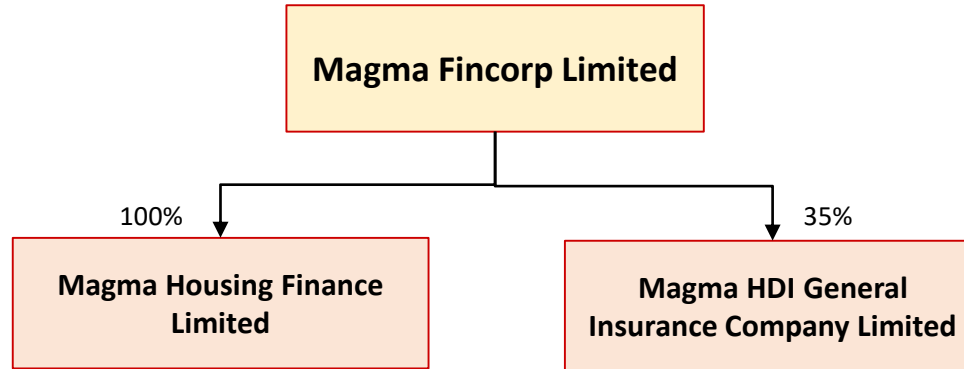 Magma Fincorp Limited
100%
35%
Magma Housing Finance
Limited
Magma HDI General
Insurance Company Limited